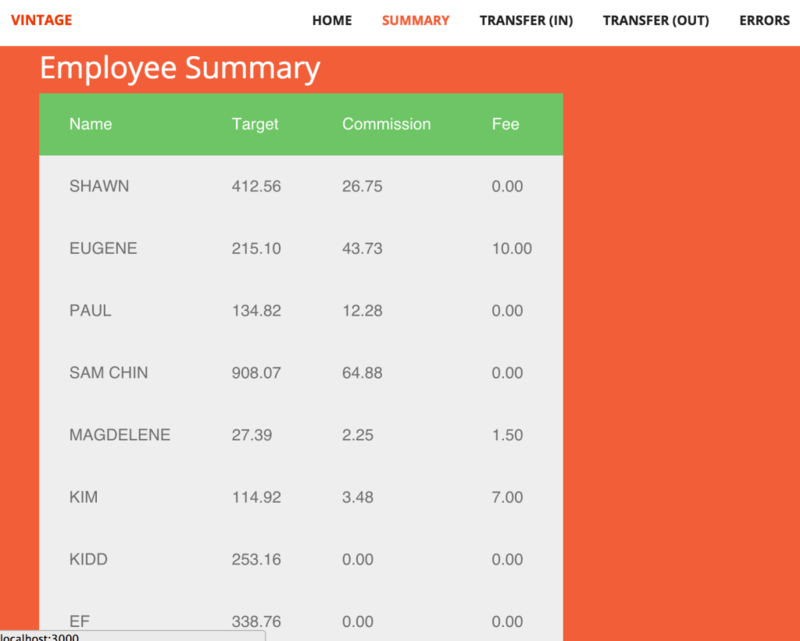 VINTAGE HOME SUMMARY TRANSFER (IN) TRANSFER (OUT) ERRORS
Employee Summary
Name Target Commission Fee
SHAWN 412.56 26.75 0.00
EUGENE 215.10 43.73 10.00
PAUL 134.82 12.28 0.00
SAM CHIN 908.07 64.88 0.00
MAGDELENE 27.39 2.25 1.50
KIM 114.92 3.48 7.00
KIDD 253.16 0.00 0.00
EF 338.76 0.00 0.00
localhost:3000